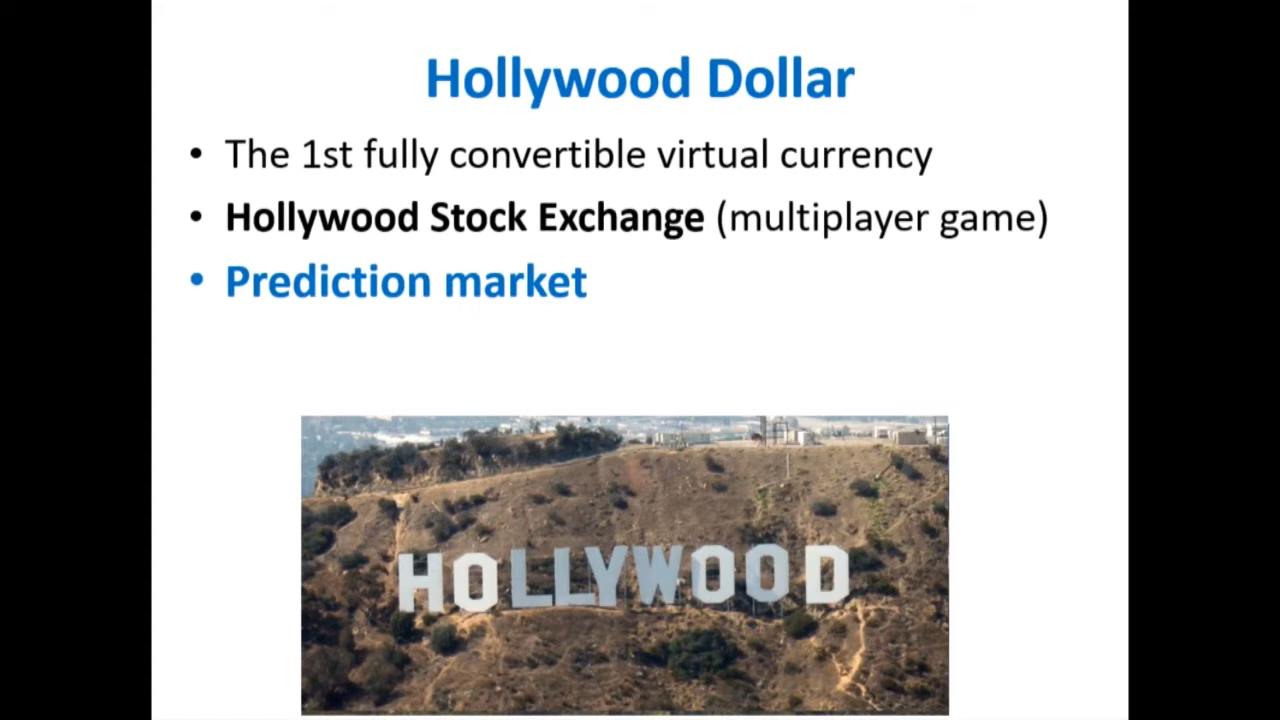 Hollywood Dollar
• The 1st fully convertible virtual currency
• Hollywood Stock Exchange (multiplayer game)
• Prediction market
HOLLYWOOD